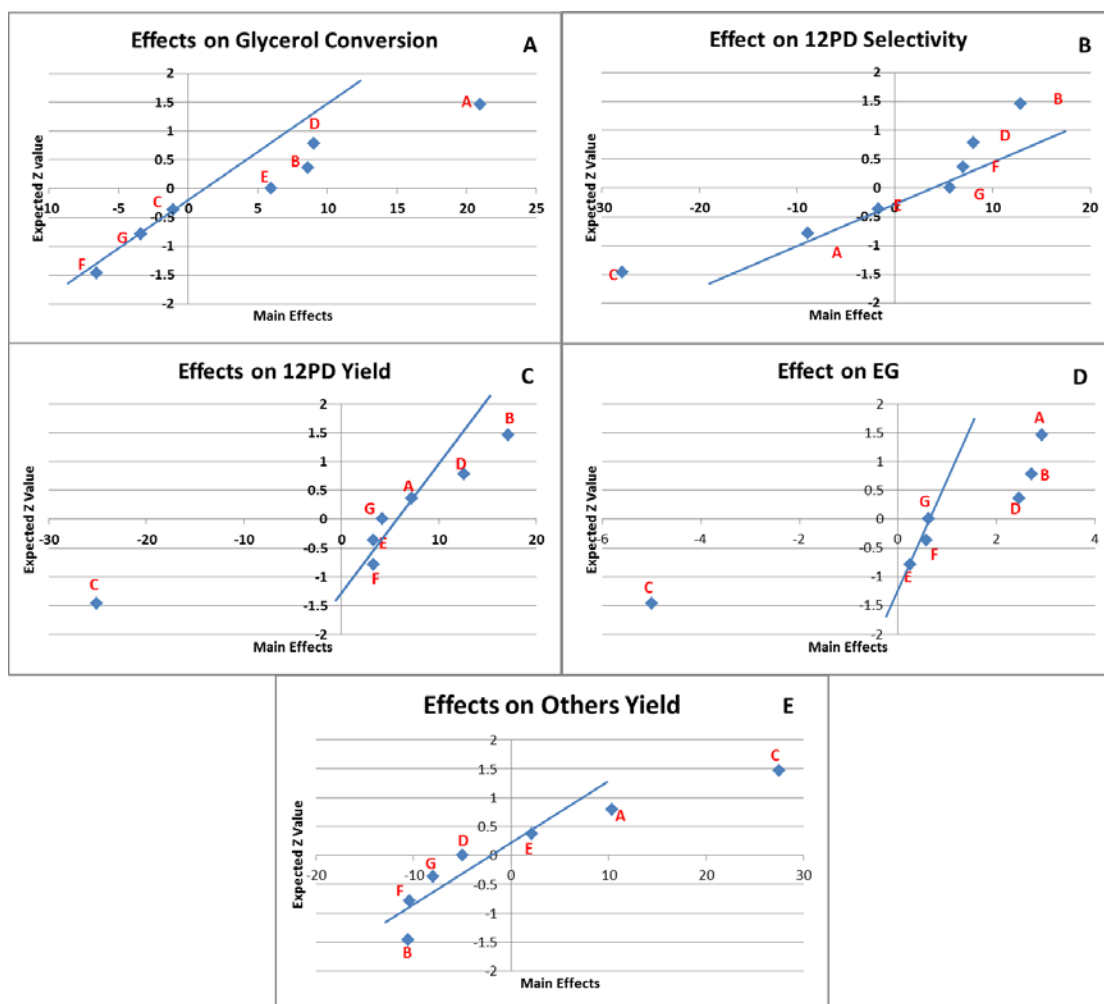 Effects on Glycerol Conversion
A
Expected Z Value
2
1.5
1
0.5
0
-0.5
-1
-1.5
-2
-10
-5
0
5
10
15
20
25
A
D
B
E
C
G
F
Main Effects
Effect on 12PD Selectivity
B
Expected Z Value
2
1.5
1
0.5
0
-0.5
-1
-1.5
-2
-30
-20
-10
0
10
20
B
D
F
G
E
A
C
Main Effect
Effects on 12PD Yield
C
Expected Z Value
2
1.5
1
0.5
0
-0.5
-1
-1.5
-2
-30
-20
-10
0
10
20
B
D
A
G
E
F
C
Main Effects
Effect on EG
D
Expected Z Value
2
1.5
1
0.5
0
-0.5
-1
-1.5
-2
-6
-4
-2
0
2
4
A
B
D
G
F
E
C
Main Effects
Effects on Others Yield
E
Expected Z Value
2
1.5
1
0.5
0
-0.5
-1
-1.5
-2
-20
-10
0
10
20
30
C
A
E
D
G
F
B
Main Effects